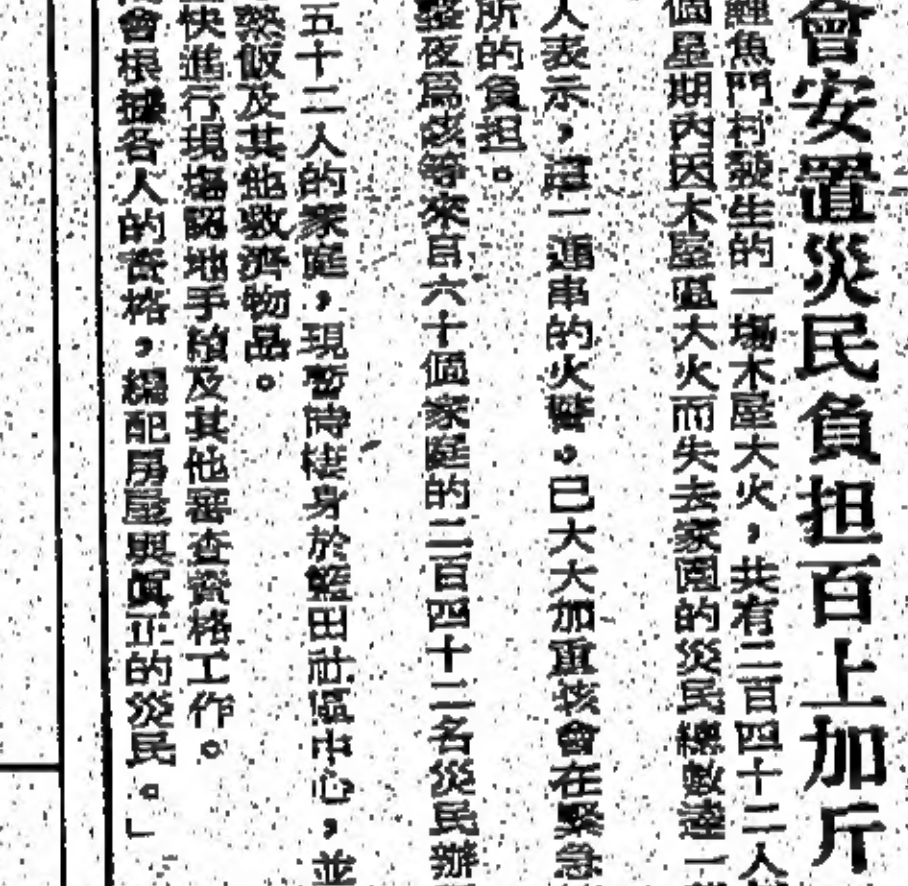 會安置災民負担百上加斤
鯉魚門村發生的一塲木屋大火，共有二百四十二人
個星期內因木屋區大火而失去家園的災民總數達一
人表示，這一連串的火警，已大大加重該會在緊急
所的負担。
整夜為該等來自六十個家庭的二百四十二名災民辦
五十二人的家庭，現暫時棲身於藍田社區中心，並
熱飯及其他救濟物品。
快進行現塲認地手續及其他審查資格工作。
會根據各人的資格，編配房屋與真正的災民。」